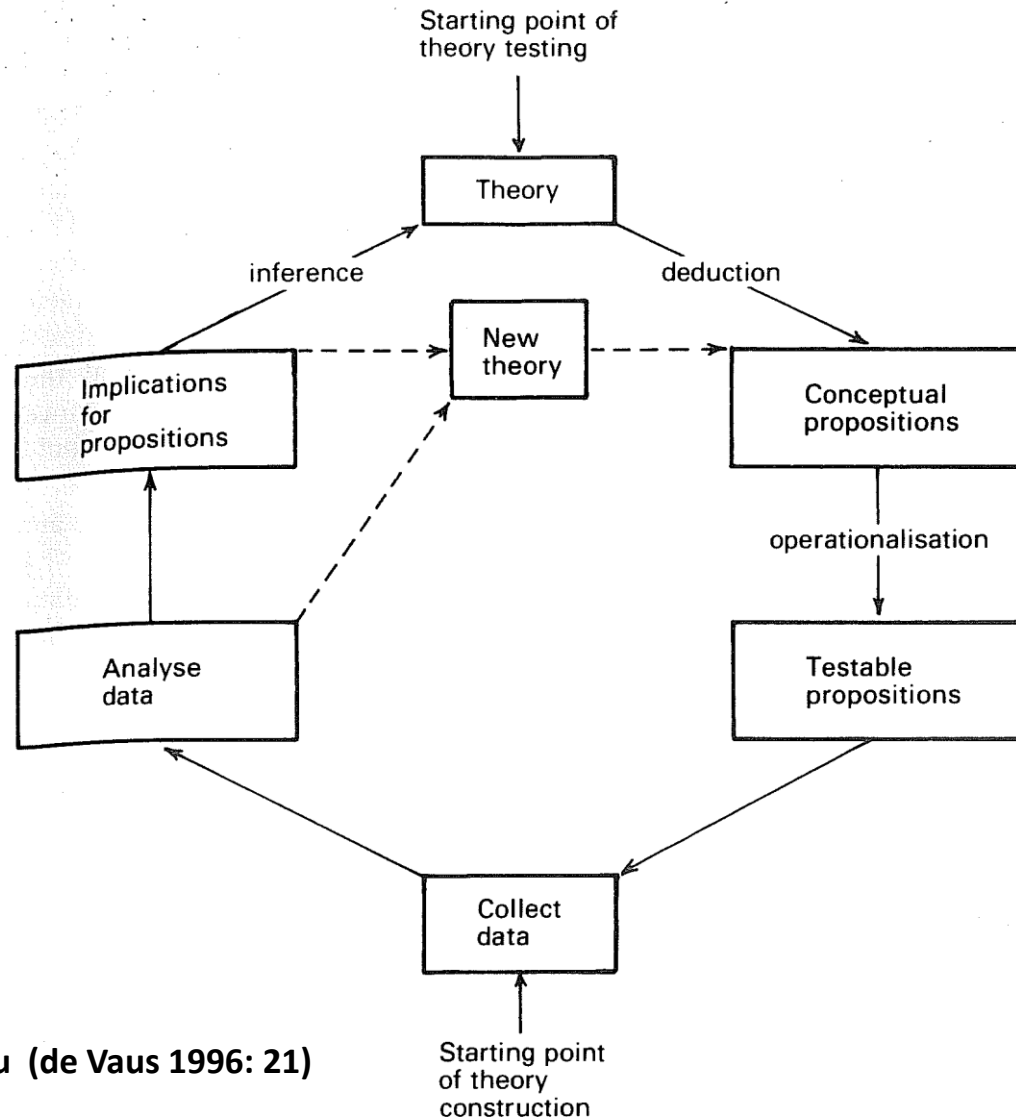 Starting point of
theory testing
Theory
inference
deduction
New
theory
Implications
for
propositions
Conceptual
propositions
operationalisation
Analyse
data
Testable
propositions
Collect
data
(de Vaus 1996: 21)
Starting point
of theory
construction